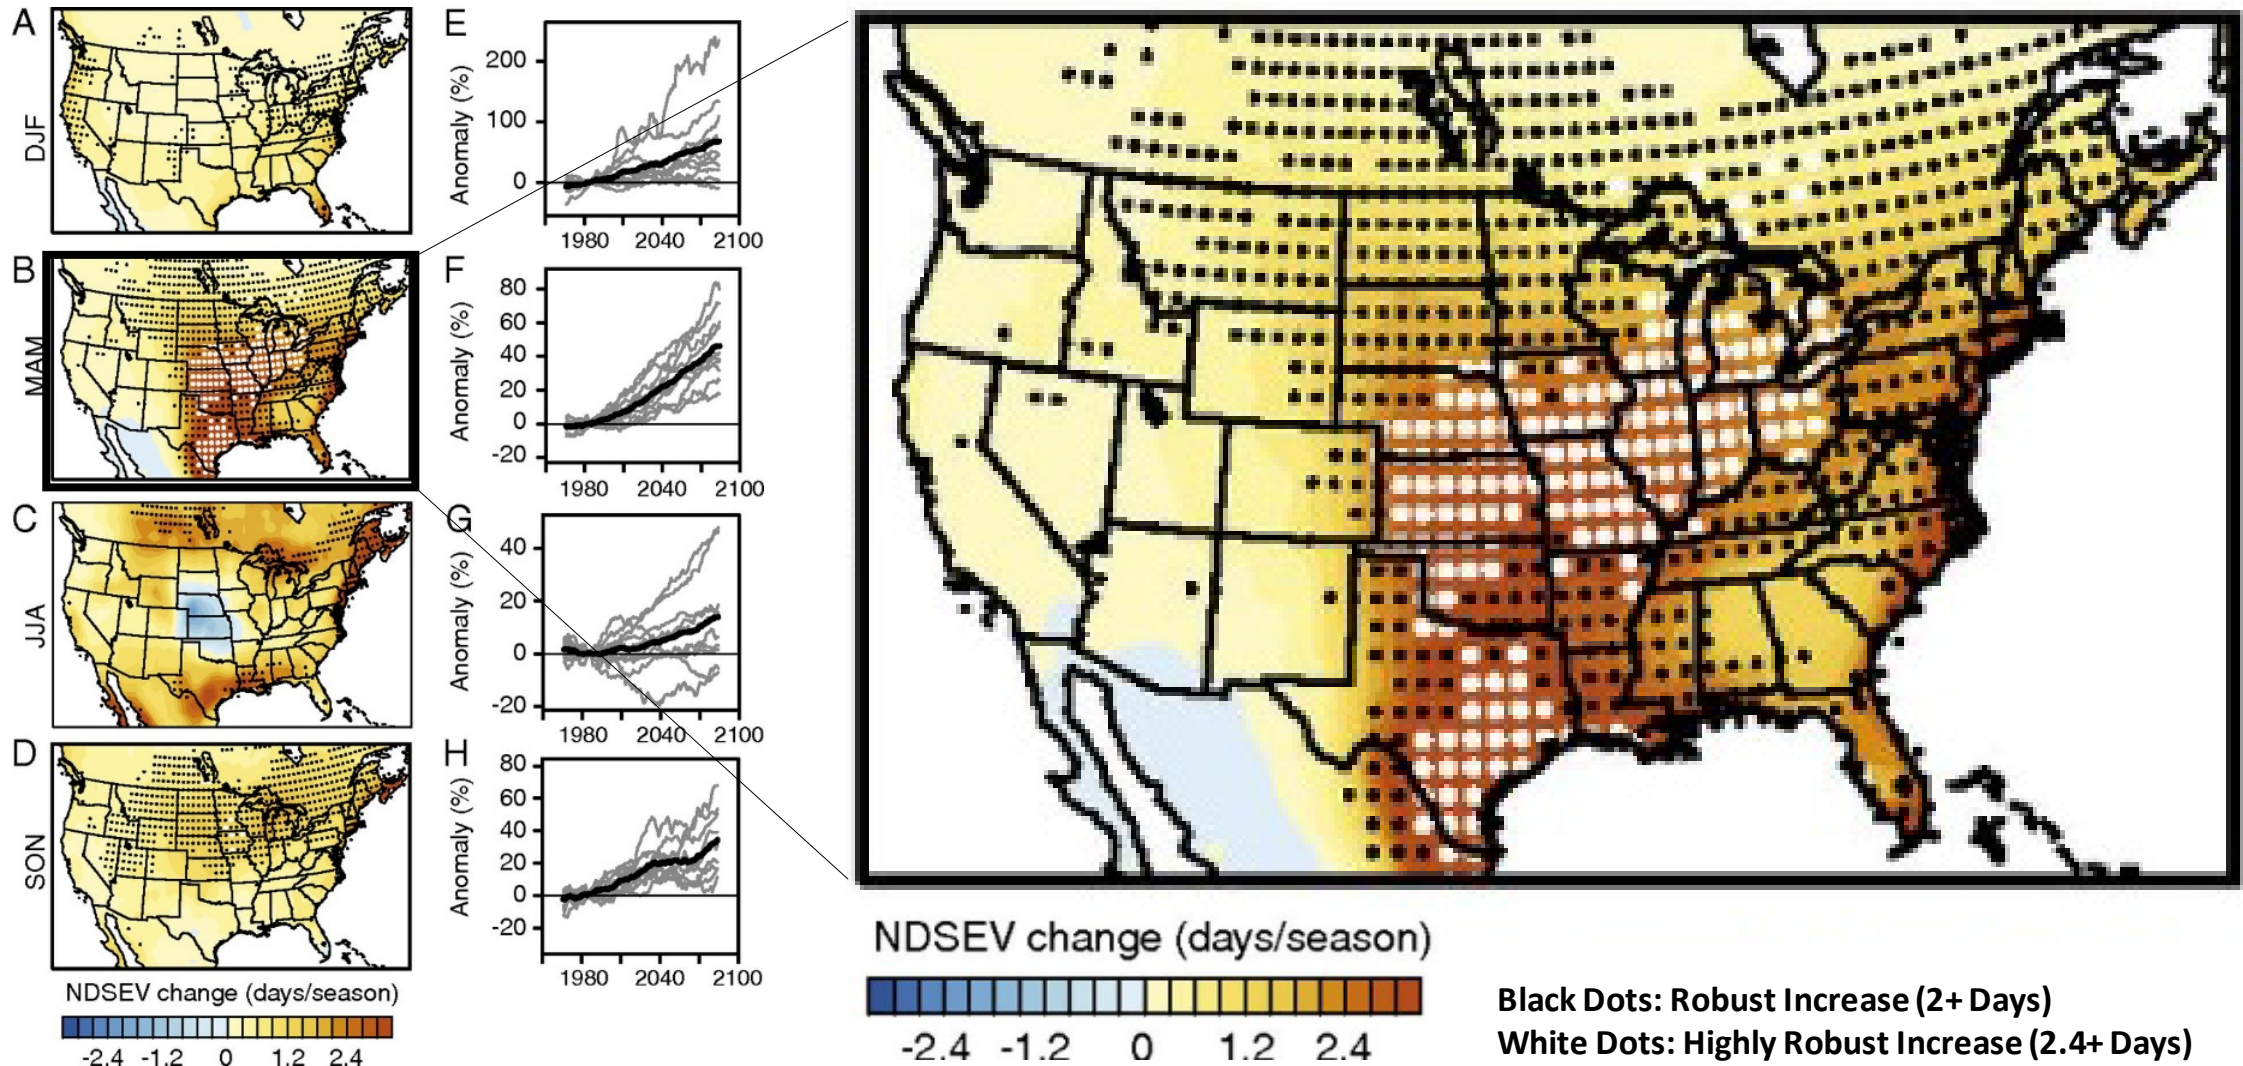 A
DJF
B
MAM
C
JJA
D
SON
NDSEV change (days/season)
-2.4 -1.2 0 1.2 2.4
E
Anomaly (%)
200
100
0
1980 2040 2100
F
Anomaly (%)
80
60
40
20
0
-20
1980 2040 2100
G
Anomaly (%)
40
20
0
-20
1980 2040 2100
H
Anomaly (%)
80
60
40
20
0
-20
1980 2040 2100
NDSEV change (days/season)
-2.4 -1.2 0 1.2 2.4
Black Dots: Robust Increase (2+ Days)
White Dots: Highly Robust Increase (2.4+ Days)